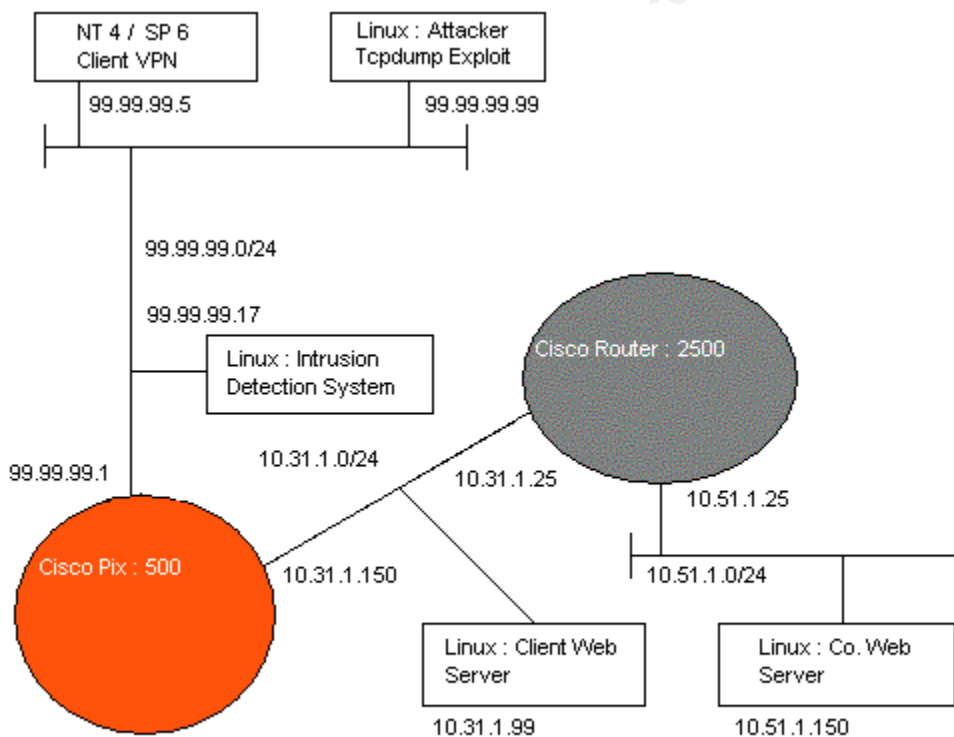 NT 4 / SP 6
Client VPN
Linux : Attacker
Tcpdump Exploit
99.99.99.5
99.99.99.99
99.99.99.0/24
99.99.99.17
Linux : Intrusion
Detection System
Cisco Router : 2500
99.99.99.1
10.31.1.0/24
10.31.1.25
10.51.1.25
Cisco Pix : 500
10.31.1.150
10.51.1.0/24
Linux : Client Web
Server
Linux : Co. Web
Server
10.31.1.99
10.51.1.150